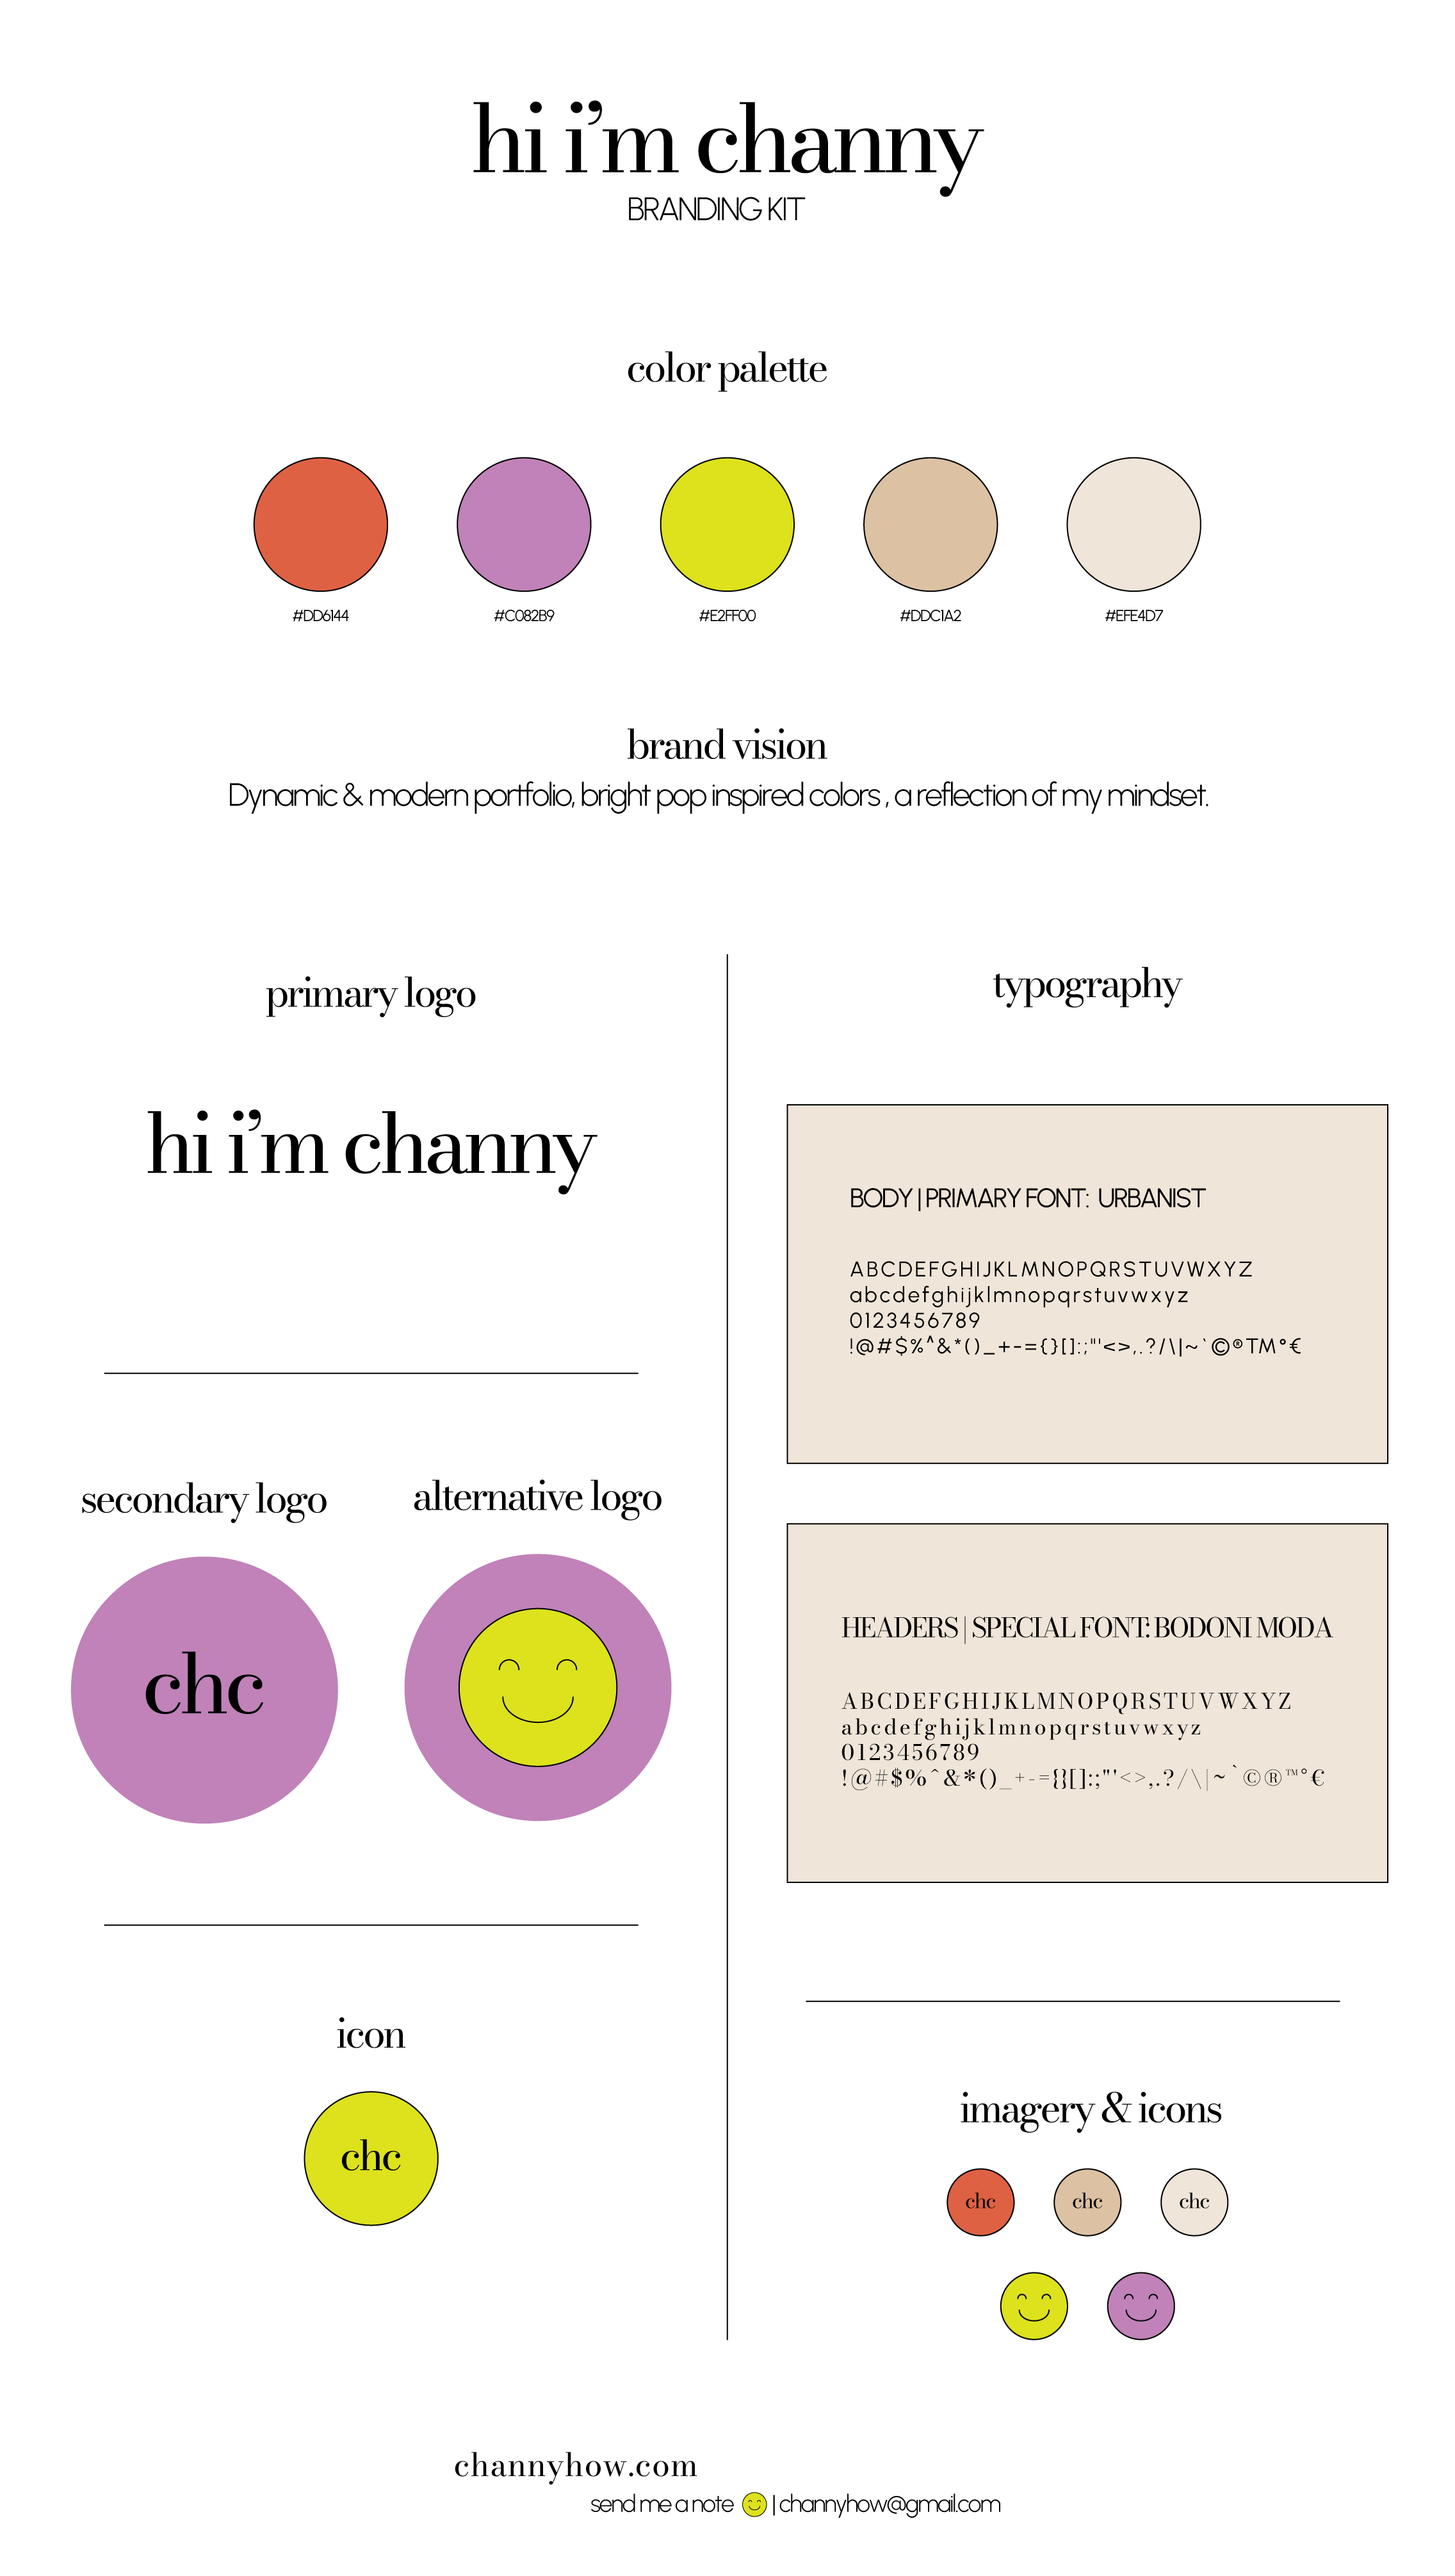 hi i’m channy
BRANDING KIT
color palette
#DD6144
#C082B9
#E2FF00
#DDC1A2
#EFE4D7
brand vision
Dynamic & modern portfolio, bright pop inspired colors , a reflection of my mindset.
primary logo
hi i’m channy
secondary logo
chc
alternative logo
icon
chc
typography
BODY | PRIMARY FONT: URBANIST
ABCDEFGHIJKLMNOPQRSTUVWXYZ
abcdefghijklmnopqrstuvwxyz
0123456789
!@#$%^&*()_+-={}[]:;"'<>,.?/\|~`©®TM°€
HEADERS | SPECIAL FONT: BODONI MODA
ABCDEFGHIJKLMNOPQRSTUVWXYZ
abcdefghijklmnopqrstuvwxyz
0123456789
!@#$%^&*()_+-={}[]:;"'<>,.?/\|~`©®™°€
imagery & icons
chc
chc
chc
channyhow.com
send me a note | channyhow@gmail.com